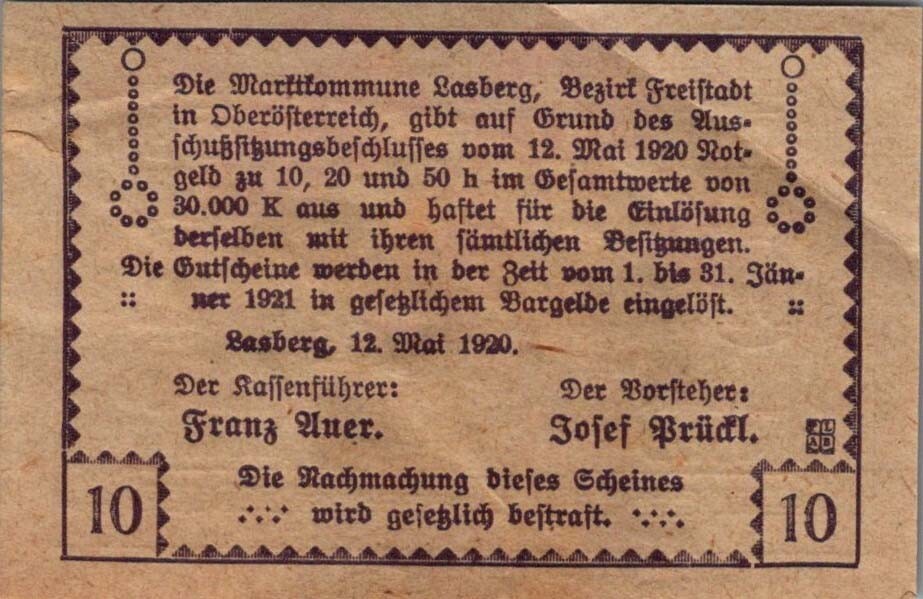 Die Marktkommune Lasberg, Bezirk Freistadt
in Oberösterreich, gibt auf Grund des Aus-
schußsitzungsbeschlusses vom 12. Mai 1920 Not-
geld zu 10, 20 und 50 h im Gesamtwerte von
30.000 K aus und haftet für die Einlösung
derselben mit ihren sämtlichen Besitzungen.
Die Gutscheine werden in der Zeit vom 1. bis 31. Jän-
ner 1921 in gesetzlichem Bargelde eingelöst.
Lasberg, 12. Mai 1920.
Der Kassenführer: Der Vorsteher:
Franz Auer. Josef Prückl.
Die Nachmachung dieses Scheines
wird gesetzlich bestraft.
10 10